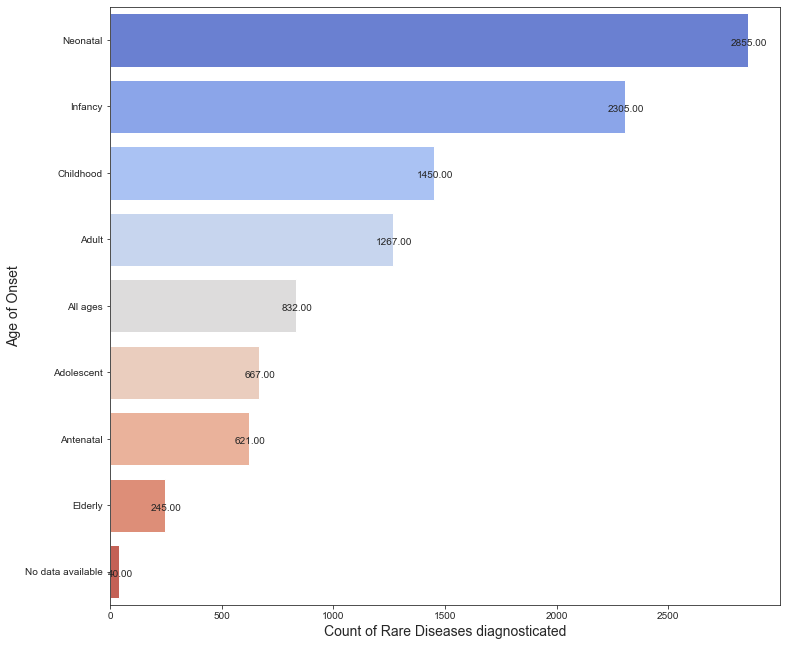 Neonatal
2855.00
Infancy
2305.00
Childhood
1450.00
Adult
1267.00
All ages
832.00
Adolescent
667.00
Antenatal
621.00
Elderly
245.00
No data available
40.00
0 500 1000 1500 2000 2500
Count of Rare Diseases diagnosticated
Age of Onset